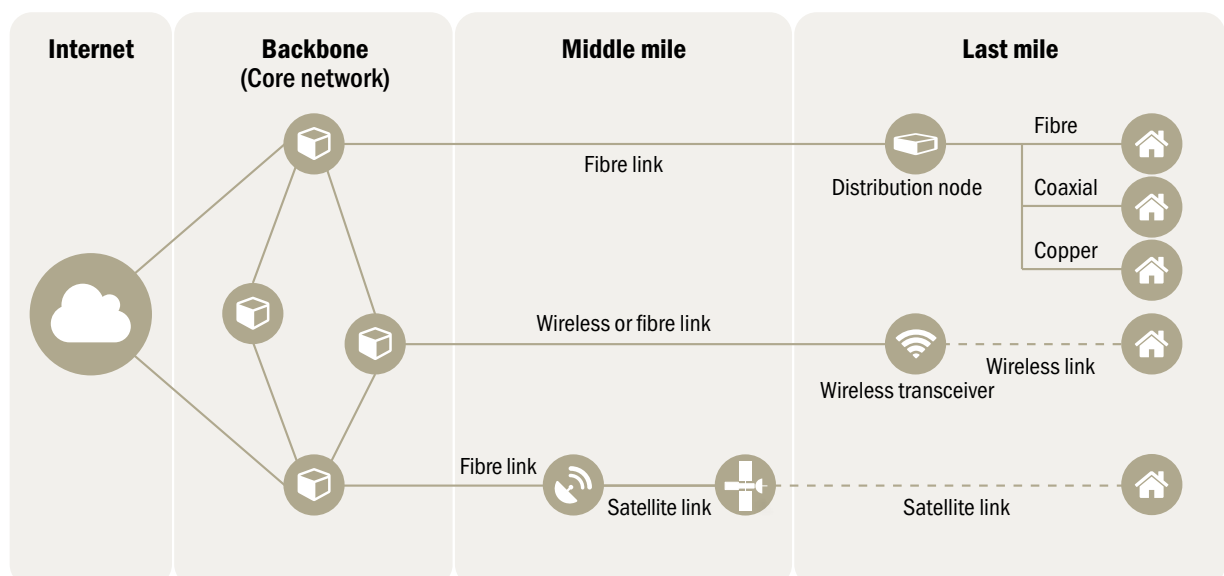 Internet
Backbone
(Core network)
Middle mile
Last mile
Fibre
Fibre link
Distribution node
Coaxial
Copper
Wireless or fibre link
Wireless link
Wireless transceiver
Fibre link
Satellite link
Satellite link